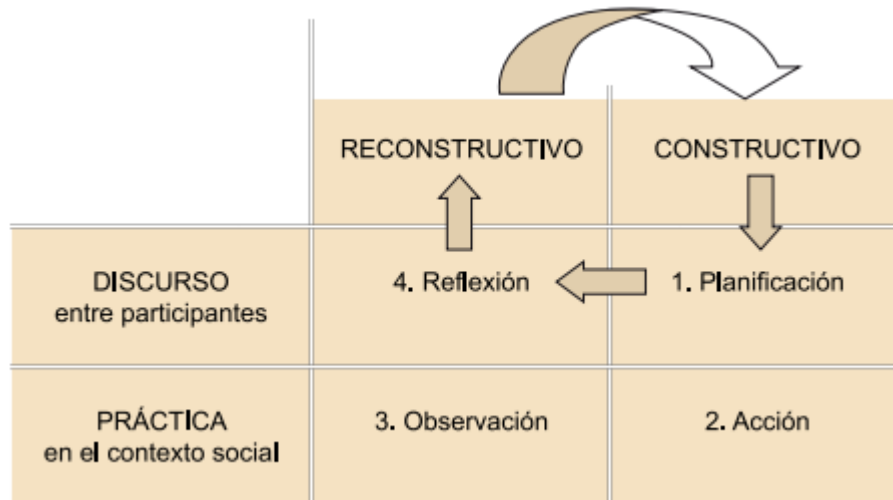 RECONSTRUCTIVO
CONSTRUCTIVO
DISCURSO
entre participantes
4. Reflexión
1. Planificación
PRÁCTICA
en el contexto social
3. Observación
2. Acción